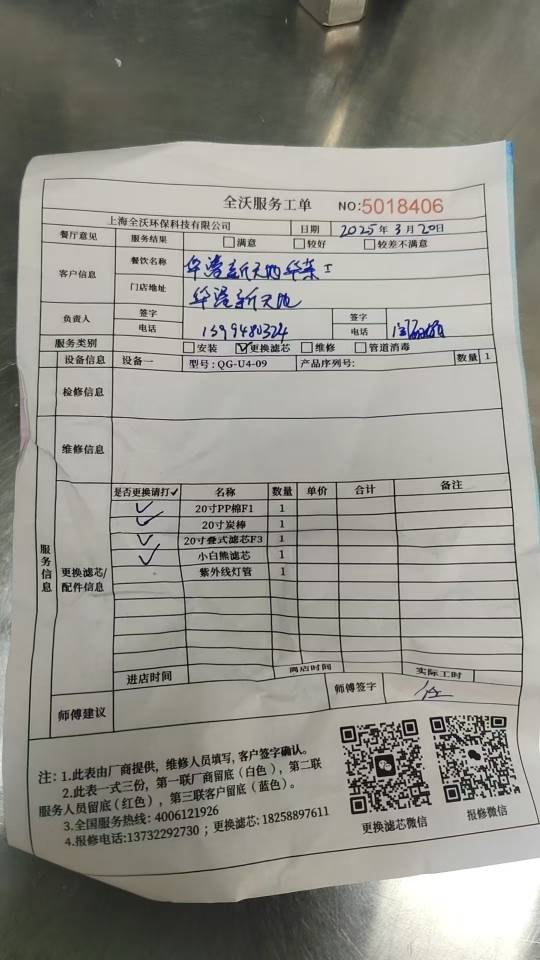 全沃服务工单 NO:5018406
上海全沃环保科技有限公司 日期 2025年3月20日
餐厅意见 服务结果 满意 较好 较差不满意
客户信息 餐饮名称 华港新天地华莱
门店地址 华港新天地
负责人 签字 签字
电话 1399480324 电话
服务类别 安装 更换滤芯 维修 管道消毒
设备信息 设备一 型号:QG-U4-09 产品序列号: 数量 1
检修信息
维修信息
服务信息
更换滤芯/配件信息
是否更换请打✓ 名称 数量 单价 合计 备注
✓ 20寸PP棉F1 1
✓ 20寸炭棒 1
✓ 20寸叠式滤芯F3 1
✓ 小白熊滤芯 1
紫外线灯管 1
进店时间 离店时间 实际工时
师傅建议 师傅签字
注: 1.此表由厂商提供，维修人员填写，客户签字确认。
2.此表一式三份，第一联厂商留底（白色），第二联
服务人员留底（红色），第三联客户留底（蓝色）。
3.全国服务热线: 4006121926
4.报修电话:13732292730 ; 更换滤芯: 18258897611
更换滤芯微信 报修微信